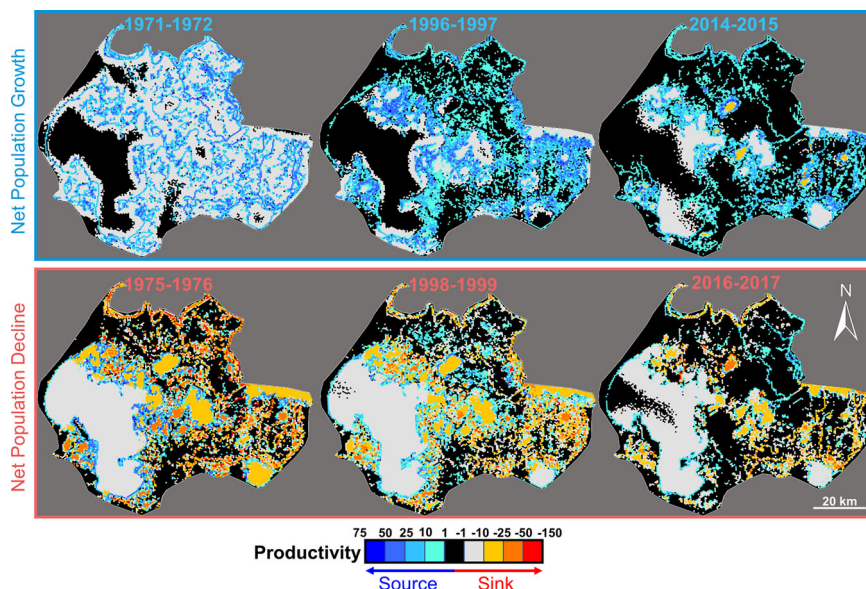 1971-1972 1996-1997 2014-2015
Net Population Growth
1975-1976 1998-1999 2016-2017
Net Population Decline
N
20 km
75 50 25 10 1 -1 -10 -25 -50 -150
Productivity
Source Sink